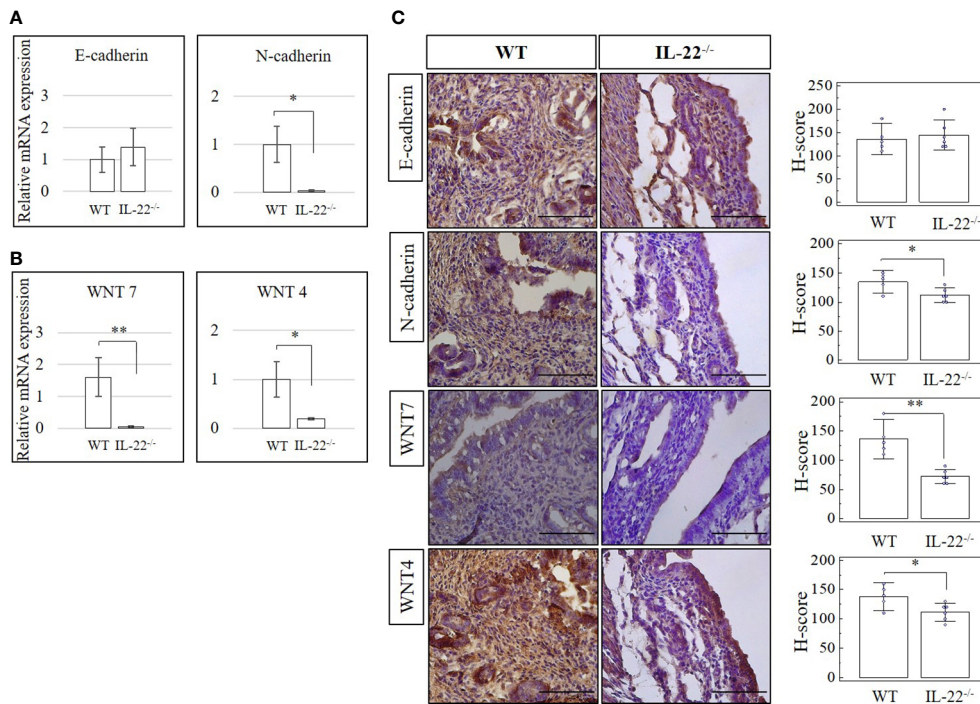 A
E-cadherin
N-cadherin
Relative mRNA expression
3
2
1
0
WT IL-22-/-
2
1
0
*
WT IL-22-/-
B
WNT 7
WNT 4
Relative mRNA expression
3
2
1
0
**
WT IL-22-/-
2
1
0
*
WT IL-22-/-
C
WT
IL-22-/-
E-cadherin
H-score
250
200
150
100
50
0
WT IL-22-/-
N-cadherin
H-score
150
100
50
0
*
WT IL-22-/-
WNT7
H-score
200
150
100
50
0
**
WT IL-22-/-
WNT4
H-score
200
150
100
50
0
*
WT IL-22-/-